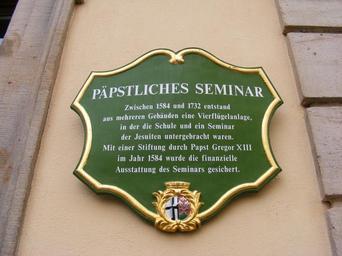 PÄPSTLICHES SEMINAR
Zwischen 1584 und 1732 entstand
aus mehreren Gebäuden eine Vierflügelanlage,
in der die Schule und ein Seminar
der Jesuiten untergebracht waren.
Mit einer Stiftung durch Papst Gregor XIII
im Jahr 1584 wurde die finanzielle
Ausstattung des Seminars gesichert.